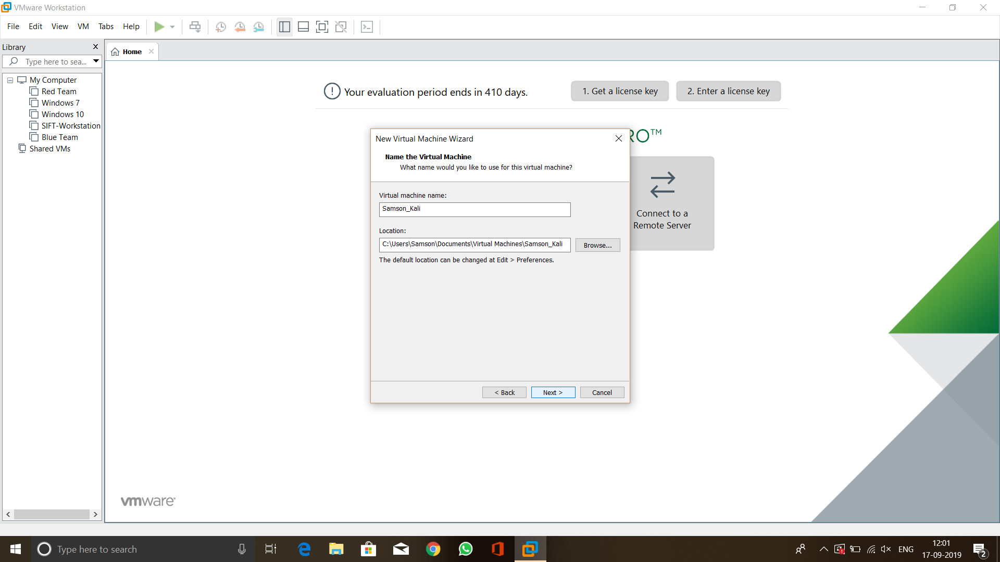 VMware Workstation
File Edit View VM Tabs Help
Library
Type here to sea...
My Computer
Red Team
Windows 7
Windows 10
SIFT-Workstation
Blue Team
Shared VMs
Home
Your evaluation period ends in 410 days.
1. Get a license key
2. Enter a license key
RO™
New Virtual Machine Wizard
Name the Virtual Machine
What name would you like to use for this virtual machine?
Virtual machine name:
Samson_Kali
Location:
C:\Users\Samson\Documents\Virtual Machines\Samson_Kali
Browse...
The default location can be changed at Edit > Preferences.
< Back
Next >
Cancel
Connect to a
Remote Server
vmware
Type here to search
ENG
12:01
17-09-2019
2